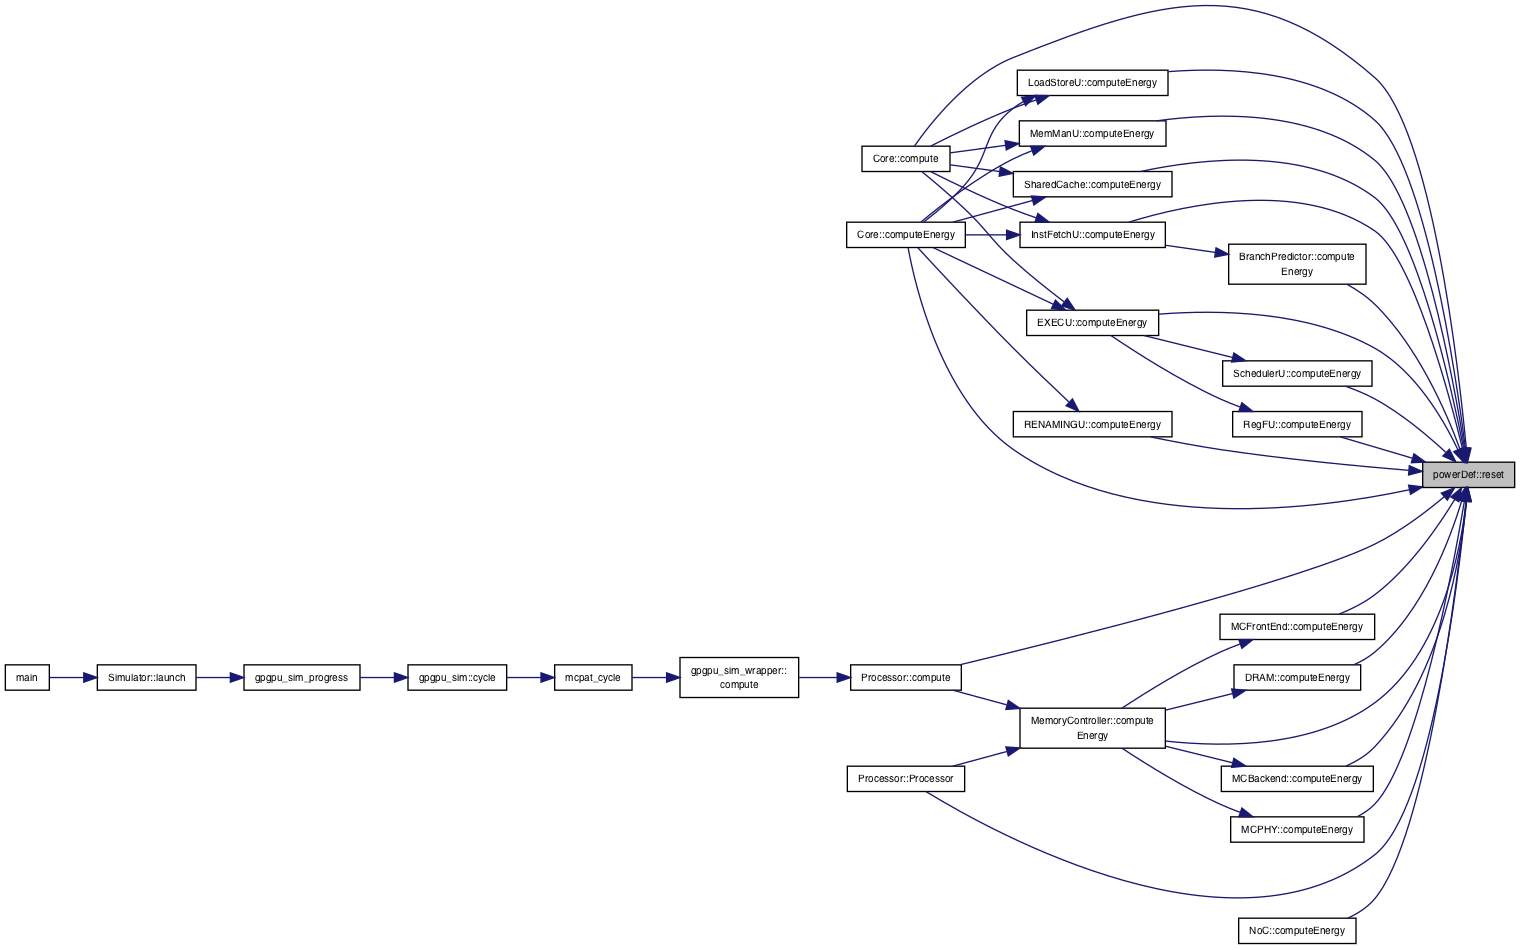 LoadStoreU::computeEnergy
MemManU::computeEnergy
Core::compute
SharedCache::computeEnergy
Core::computeEnergy
InstFetchU::computeEnergy
BranchPredictor::compute
Energy
EXECU::computeEnergy
SchedulerU::computeEnergy
RENAMINGU::computeEnergy
RegFU::computeEnergy
powerDef::reset
MCFrontEnd::computeEnergy
main
Simulator::launch
gpgpu_sim_progress
gpgpu_sim::cycle
mcpat_cycle
gpgpu_sim_wrapper::
compute
Processor::compute
DRAM::computeEnergy
MemoryController::compute
Energy
Processor::Processor
MCBackend::computeEnergy
MCPHY::computeEnergy
NoC::computeEnergy